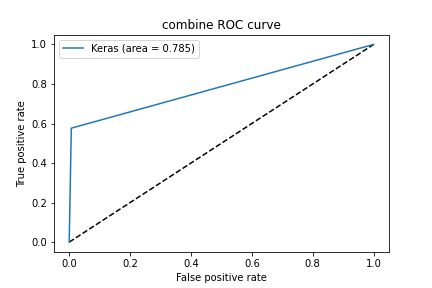 combine ROC curve
Keras (area = 0.785)
True positive rate
1.0
0.8
0.6
0.4
0.2
0.0
0.0 0.2 0.4 0.6 0.8 1.0
False positive rate